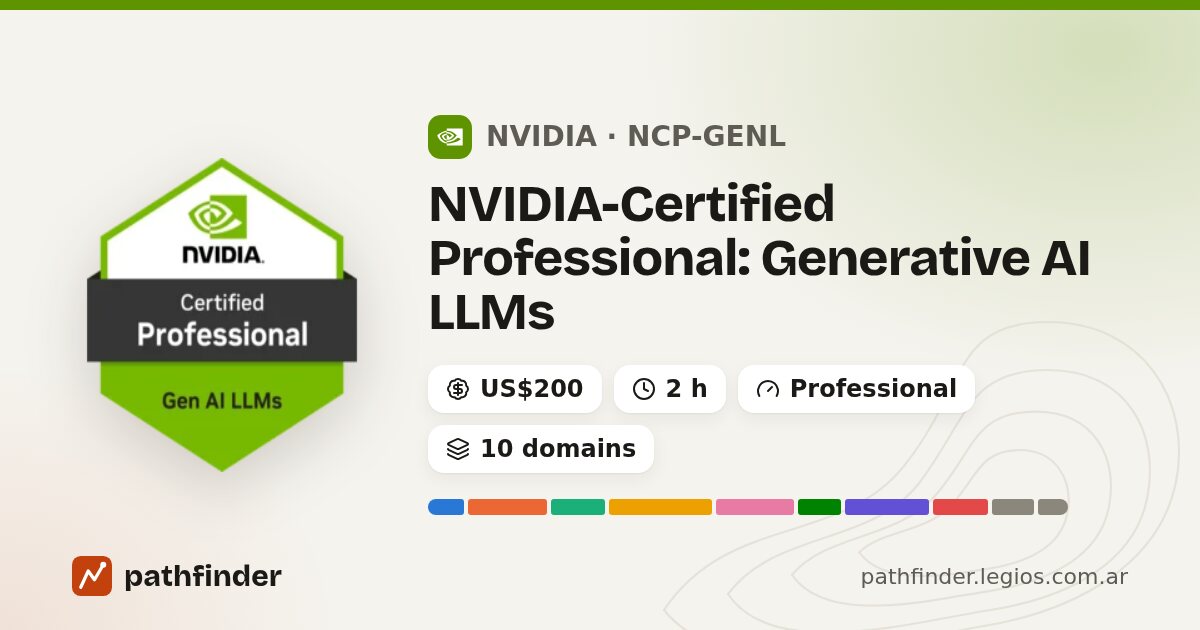 NVIDIA · NCP-GENL
NVIDIA-Certified
Professional: Generative AI
LLMs
US$200
2 h
Professional
10 domains
NVIDIA.
Certified
Professional
Gen AI LLMs
pathfinder
pathfinder.legios.com.ar